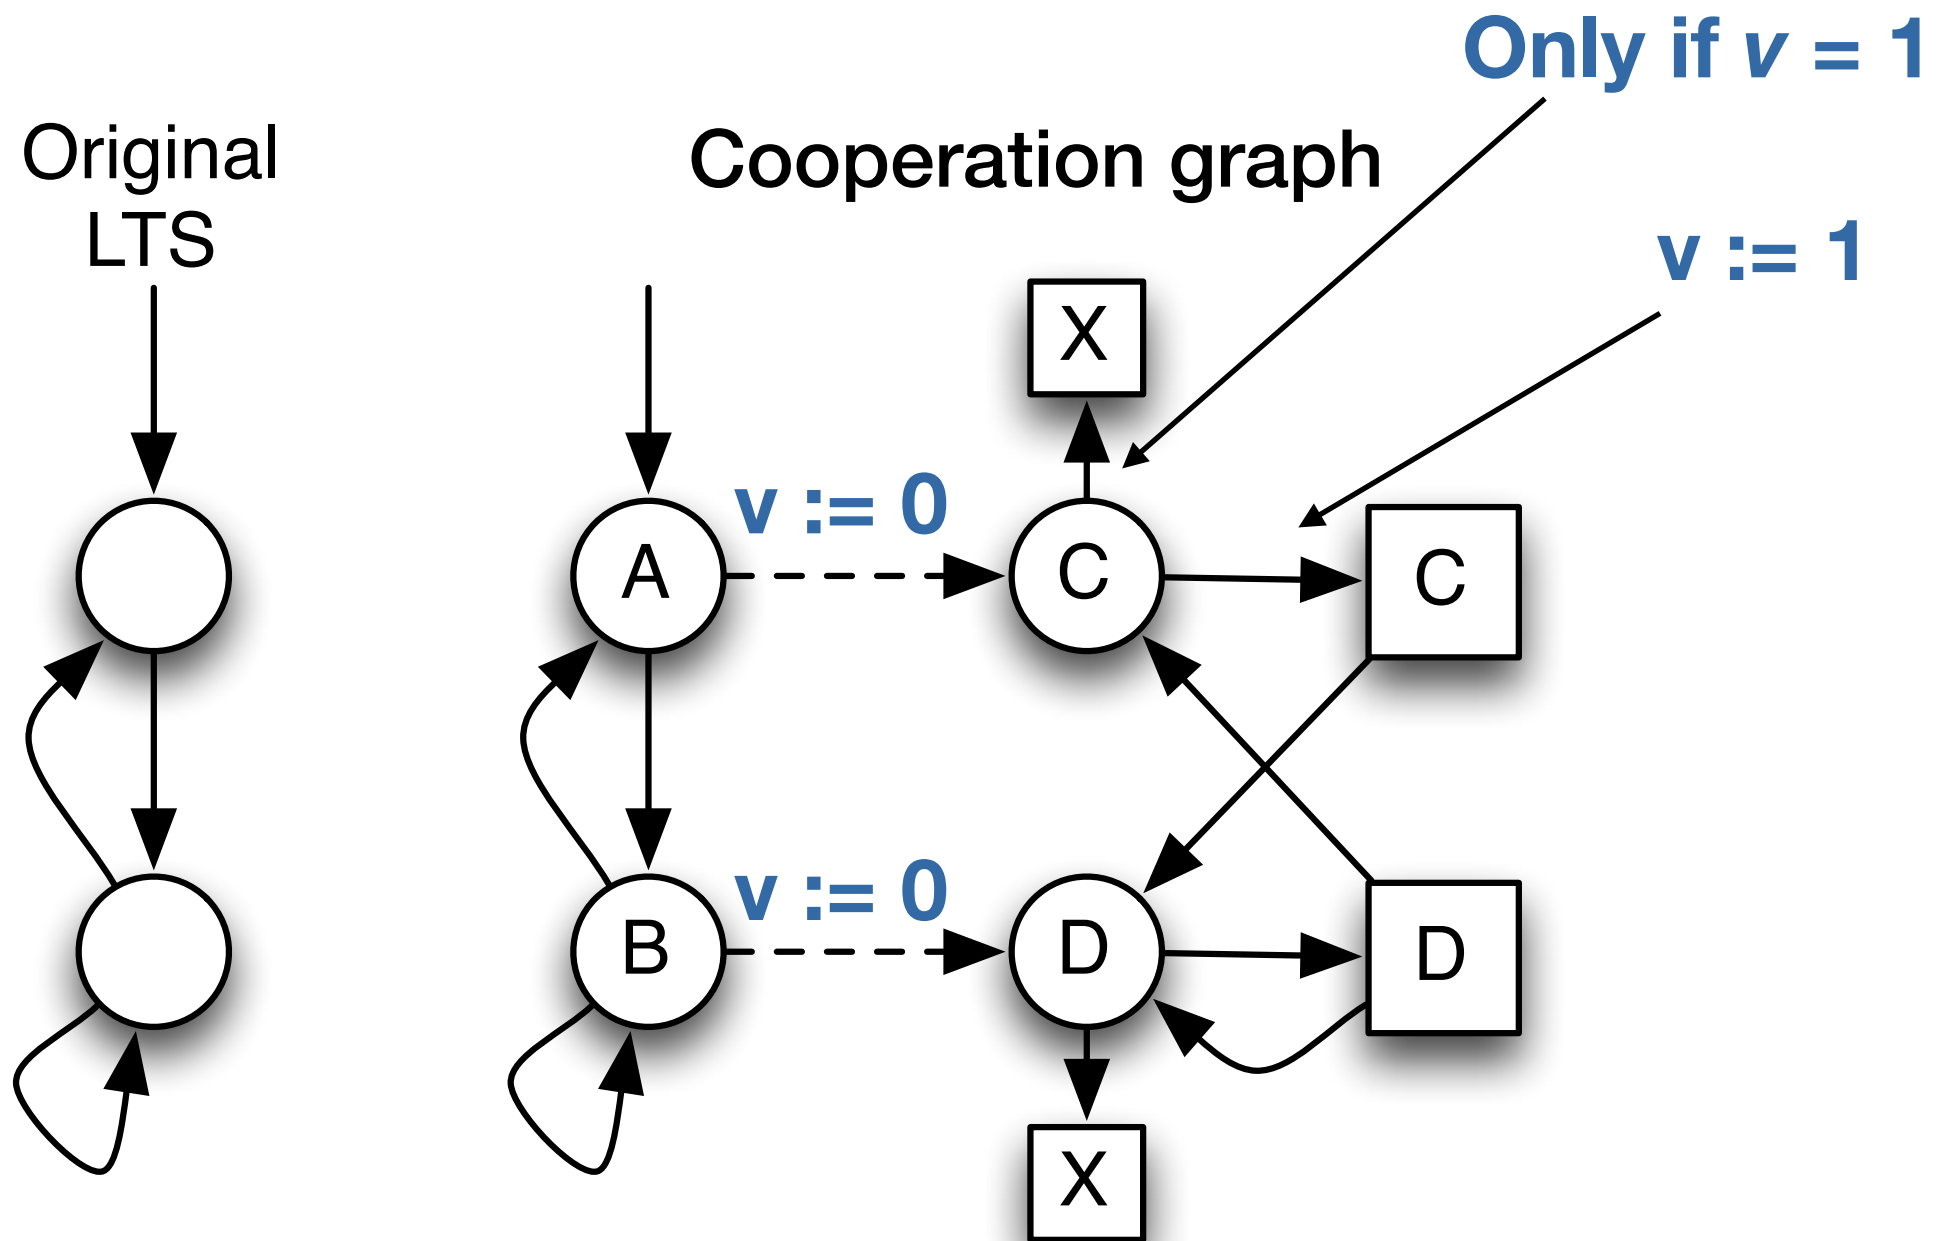 Only if v = 1
Original
LTS
Cooperation graph
v := 1
X
v := 0
A
C
C
v := 0
B
D
D
X